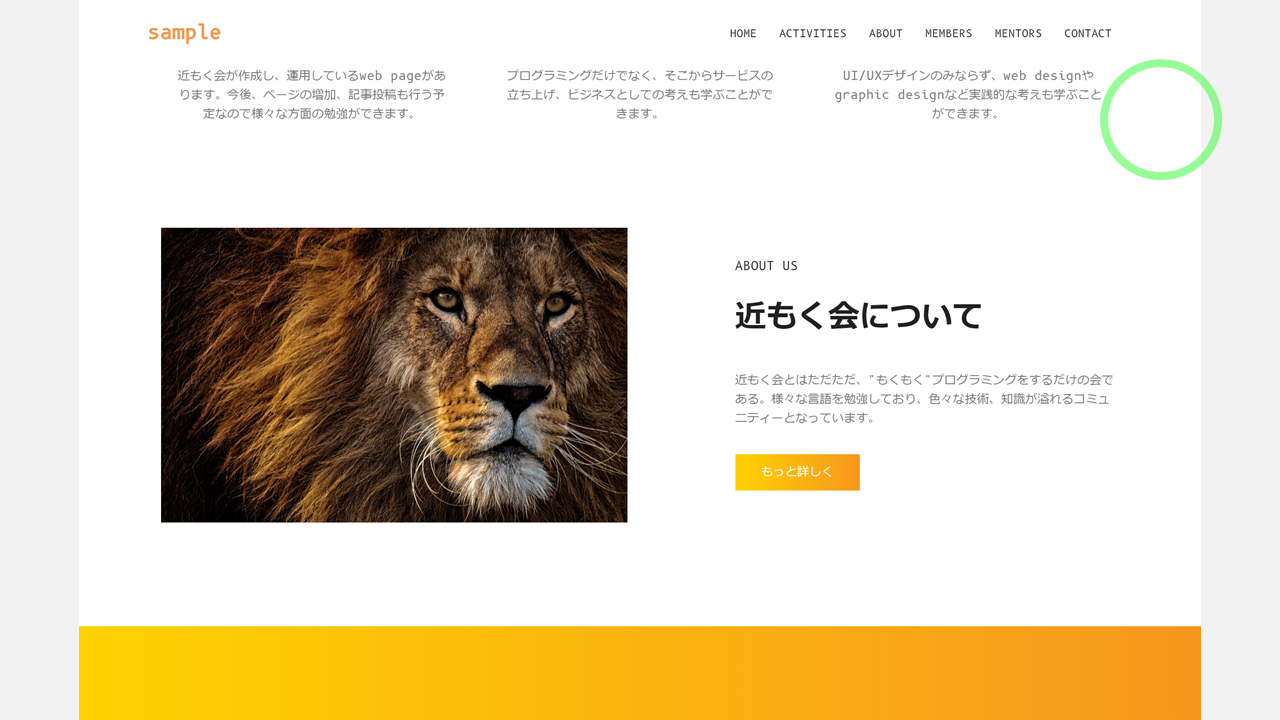 sample
HOME ACTIVITIES ABOUT MEMBERS MENTORS CONTACT
近もく会が作成し、運用しているweb pageがあ
ります。今後、ページの増加、記事投稿も行う予
定なので様々な方面の勉強ができます。
プログラミングだけでなく、そこからサービスの
立ち上げ、ビジネスとしての考えも学ぶことがで
きます。
UI/UXデザインのみならず、web designや
graphic designなど実践的な考えも学ぶこと
ができます。
ABOUT US
近もく会について
近もく会とはただただ、"もくもく"プログラミングをするだけの会で
ある。様々な言語を勉強しており、色々な技術、知識が溢れるコミュ
ニティーとなっています。
もっと詳しく